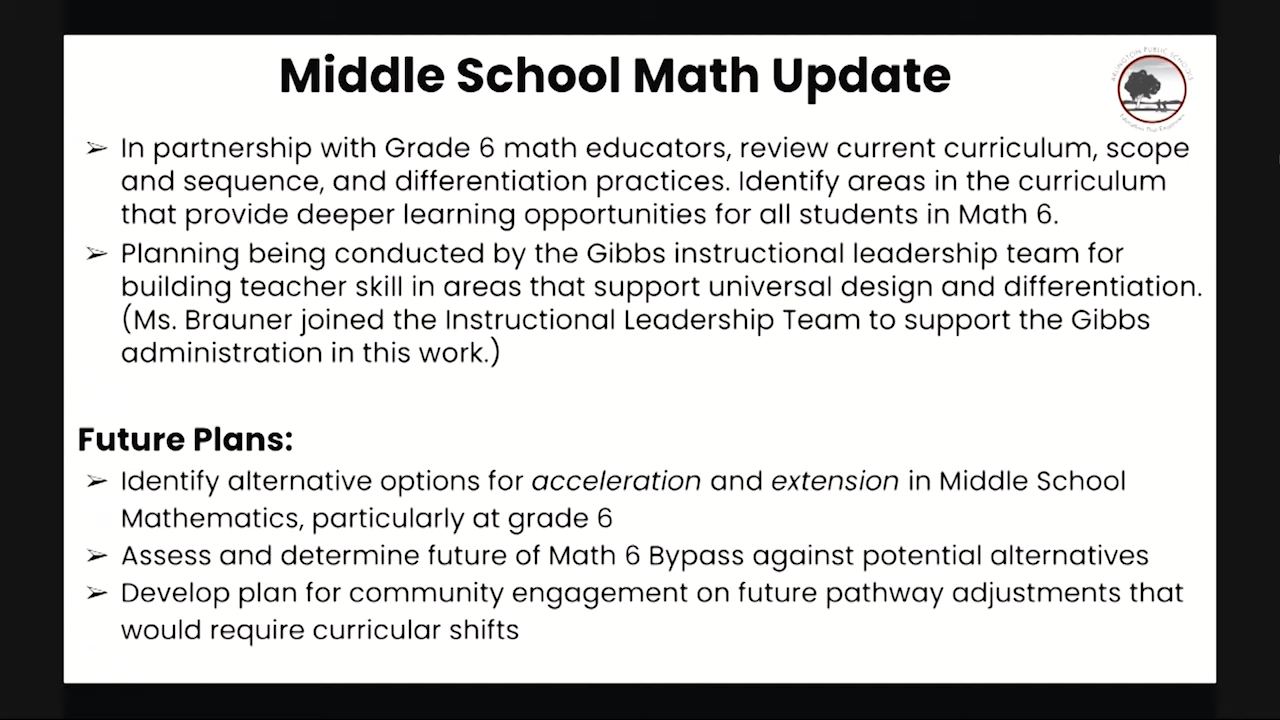 Middle School Math Update
ARLINGTON PUBLIC SCHOOLS
Education That Empowers
➢ In partnership with Grade 6 math educators, review current curriculum, scope
and sequence, and differentiation practices. Identify areas in the curriculum
that provide deeper learning opportunities for all students in Math 6.
➢ Planning being conducted by the Gibbs instructional leadership team for
building teacher skill in areas that support universal design and differentiation.
(Ms. Brauner joined the Instructional Leadership Team to support the Gibbs
administration in this work.)
Future Plans:
➢ Identify alternative options for acceleration and extension in Middle School
Mathematics, particularly at grade 6
➢ Assess and determine future of Math 6 Bypass against potential alternatives
➢ Develop plan for community engagement on future pathway adjustments that
would require curricular shifts